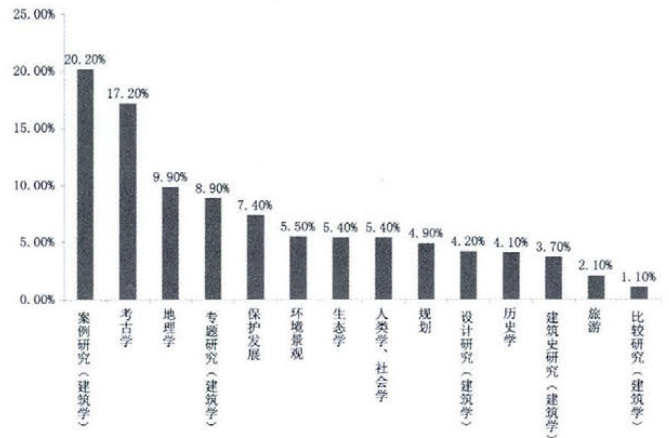 25.00%
20.00%
15.00%
10.00%
5.00%
0.00%
20.20%
17.20%
9.90%
8.90%
7.40%
5.50%
5.40%
5.40%
4.90%
4.20%
4.10%
3.70%
2.10%
1.10%
案例研究（建筑学）
考古学
地理学
专题研究（建筑学）
保护发展
环境景观
生态学
人类学、社会学
规划
设计研究（建筑学）
历史学
建筑史研究（建筑学）
旅游
比较研究（建筑学）